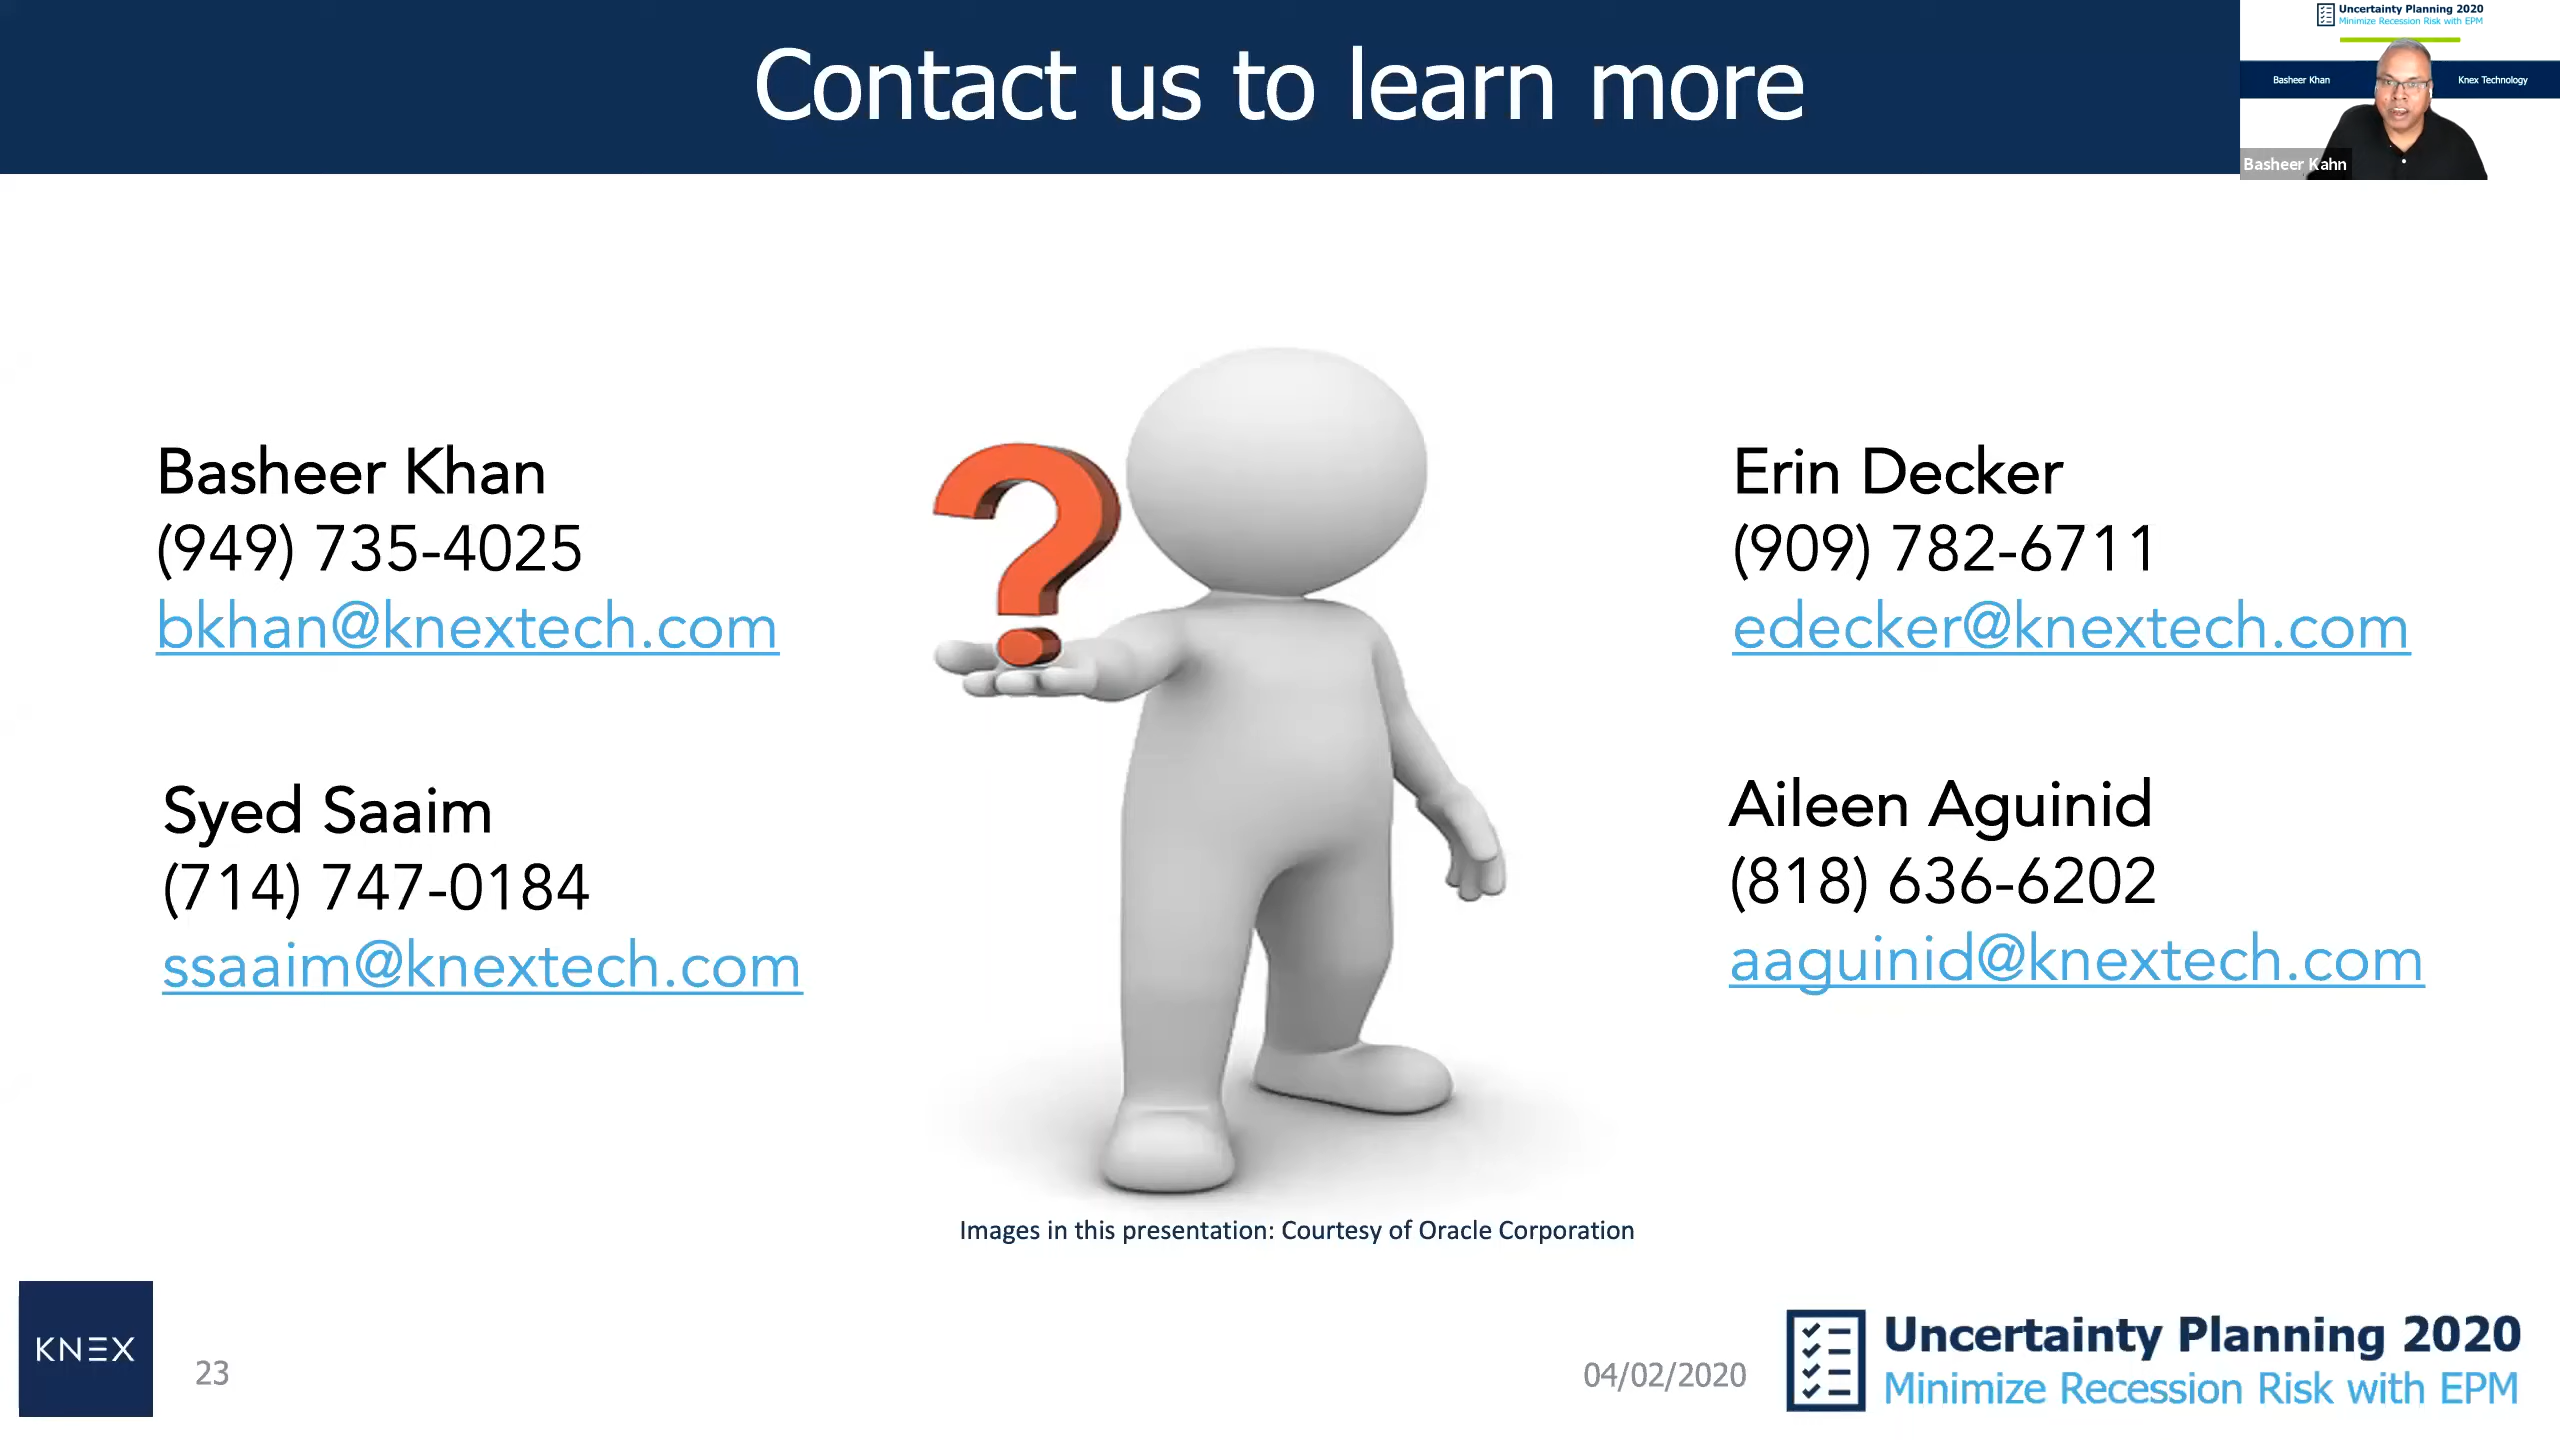 Contact us to learn more
Uncertainty Planning 2020
Minimize Recession Risk with EPM
Basheer Khan
Knex Technology
Basheer Kahn
Basheer Khan
(949) 735-4025
bkhan@knextech.com
Syed Saaim
(714) 747-0184
ssaaim@knextech.com
Erin Decker
(909) 782-6711
edecker@knextech.com
Aileen Aguinid
(818) 636-6202
aaguinid@knextech.com
Images in this presentation: Courtesy of Oracle Corporation
KNEX
23
04/02/2020
Uncertainty Planning 2020
Minimize Recession Risk with EPM